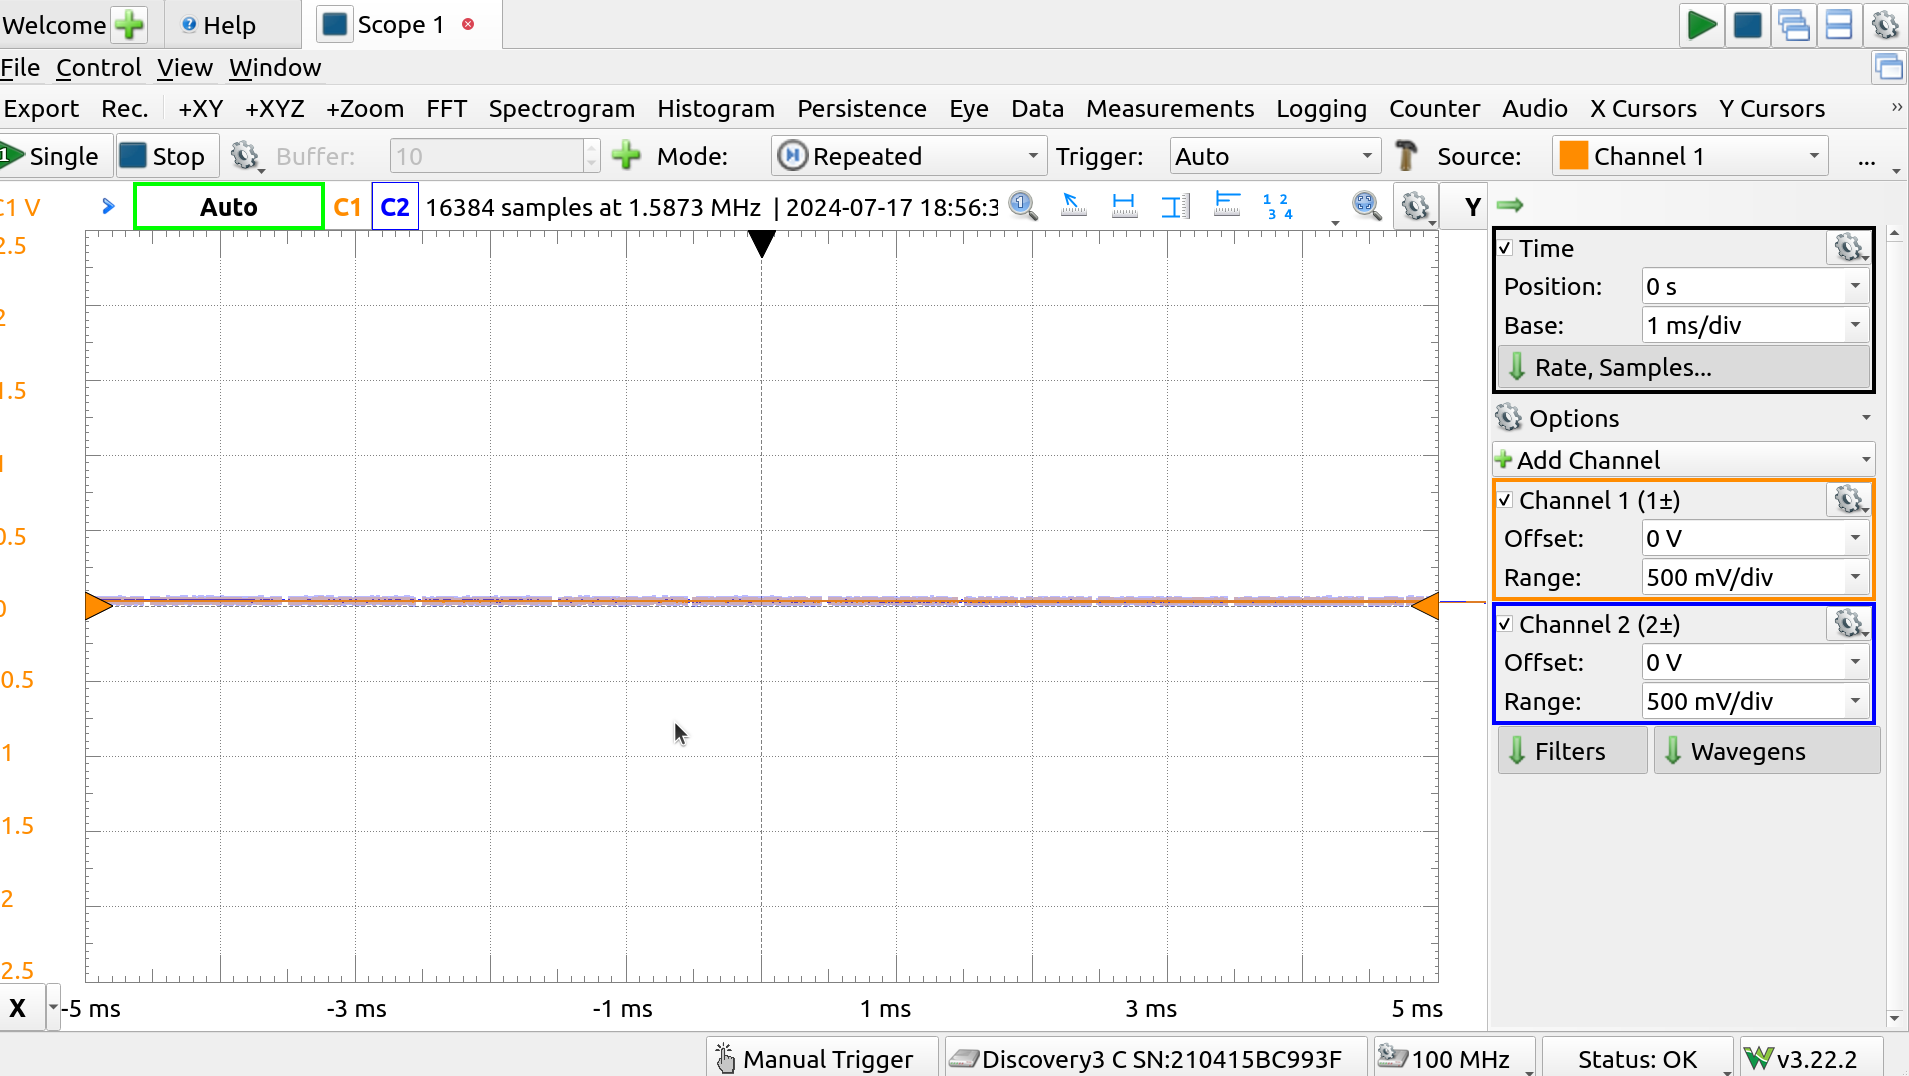 Welcome Help Scope 1
File Control View Window
Export Rec. +XY +XYZ +Zoom FFT Spectrogram Histogram Persistence Eye Data Measurements Logging Counter Audio X Cursors Y Cursors »
1 Single Stop Buffer: 10 Mode: Repeated Trigger: Auto Source: Channel 1 ...
C1 V Auto C1 C2 16384 samples at 1.5873 MHz | 2024-07-17 18:56:3 1 1 2 3 4 Y
2.5
2
1.5
1
0.5
0
0.5
1
1.5
2
2.5
X -5 ms -3 ms -1 ms 1 ms 3 ms 5 ms
Time
Position: 0 s
Base: 1 ms/div
Rate, Samples...
Options
Add Channel
Channel 1 (1±)
Offset: 0 V
Range: 500 mV/div
Channel 2 (2±)
Offset: 0 V
Range: 500 mV/div
Filters Wavegens
Manual Trigger Discovery3 C SN:210415BC993F 100 MHz Status: OK v3.22.2